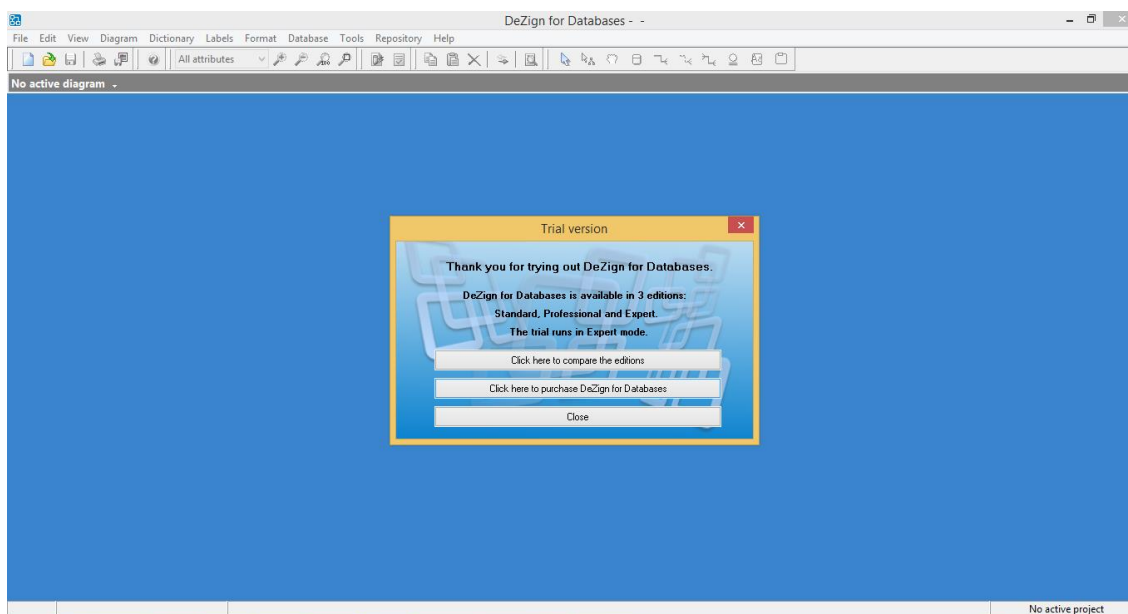 DeZign for Databases - -
File Edit View Diagram Dictionary Labels Format Database Tools Repository Help
All attributes
No active diagram
Trial version
Thank you for trying out DeZign for Databases.
DeZign for Databases is available in 3 editions:
Standard, Professional and Expert.
The trial runs in Expert mode.
Click here to compare the editions
Click here to purchase DeZign for Databases
Close
No active project